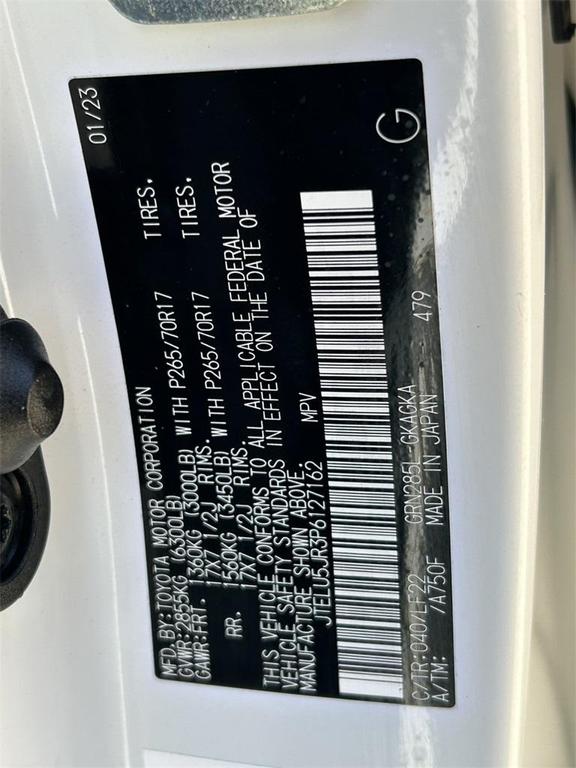 MFD.BY:TOYOTA MOTOR CORPORATION 01/23
GVWR:2855KG (6300LB)
GAWR:FRT. 1360KG (3000LB) WITH P265/70R17 TIRES.
17X7 1/2J RIMS.
RR. 1560KG (3450LB) WITH P265/70R17 TIRES.
17X7 1/2J RIMS.
THIS VEHICLE CONFORMS TO ALL APPLICABLE FEDERAL MOTOR
VEHICLE SAFETY STANDARDS IN EFFECT ON THE DATE OF
MANUFACTURE SHOWN ABOVE.
JTELU5JR3P6127162 MPV
G
C/TR:040/LF22 GRN285L GKAGKA 479
A/TM: /A750F MADE IN JAPAN